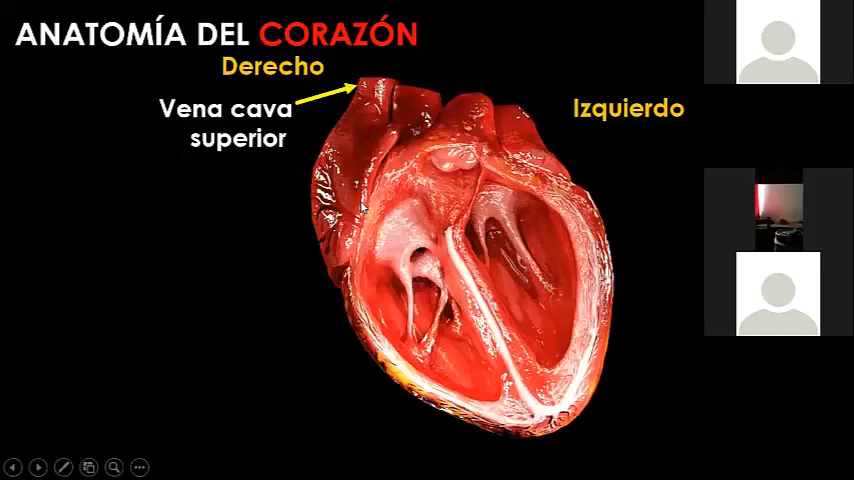 ANATOMÍA DEL CORAZÓN
Derecho
Vena cava
superior
Izquierdo